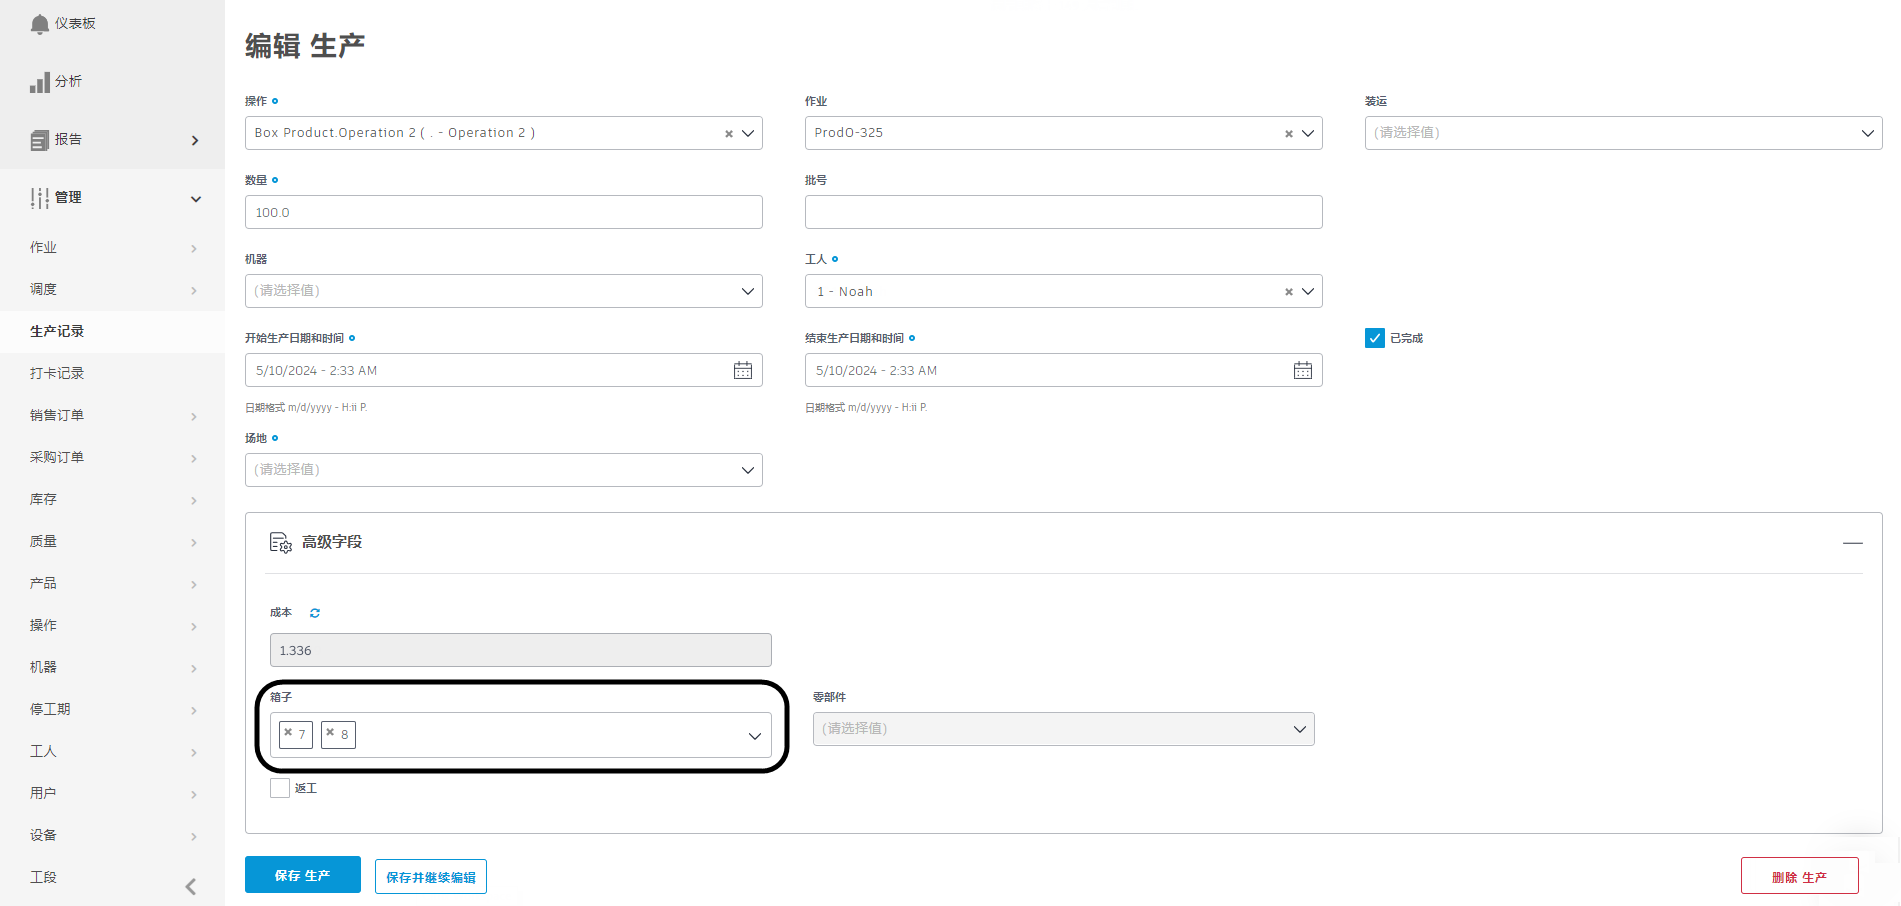 仪表板
分析
报告
管理
作业
调度
生产记录
打卡记录
销售订单
采购订单
库存
质量
产品
操作
机器
停工期
工人
用户
设备
工段
编辑 生产
操作
作业
装运
Box Product.Operation 2 ( . - Operation 2 )
ProdO-325
(请选择值)
数量
批号
100.0
机器
工人
(请选择值)
1 - Noah
开始生产日期和时间
结束生产日期和时间
已完成
5/10/2024 - 2:33 AM
5/10/2024 - 2:33 AM
日期格式 m/d/yyyy - H:ii P.
日期格式 m/d/yyyy - H:ii P.
场地
(请选择值)
高级字段
成本
1.336
箱子
零部件
7 8
(请选择值)
返工
保存 生产
保存并继续编辑
删除 生产